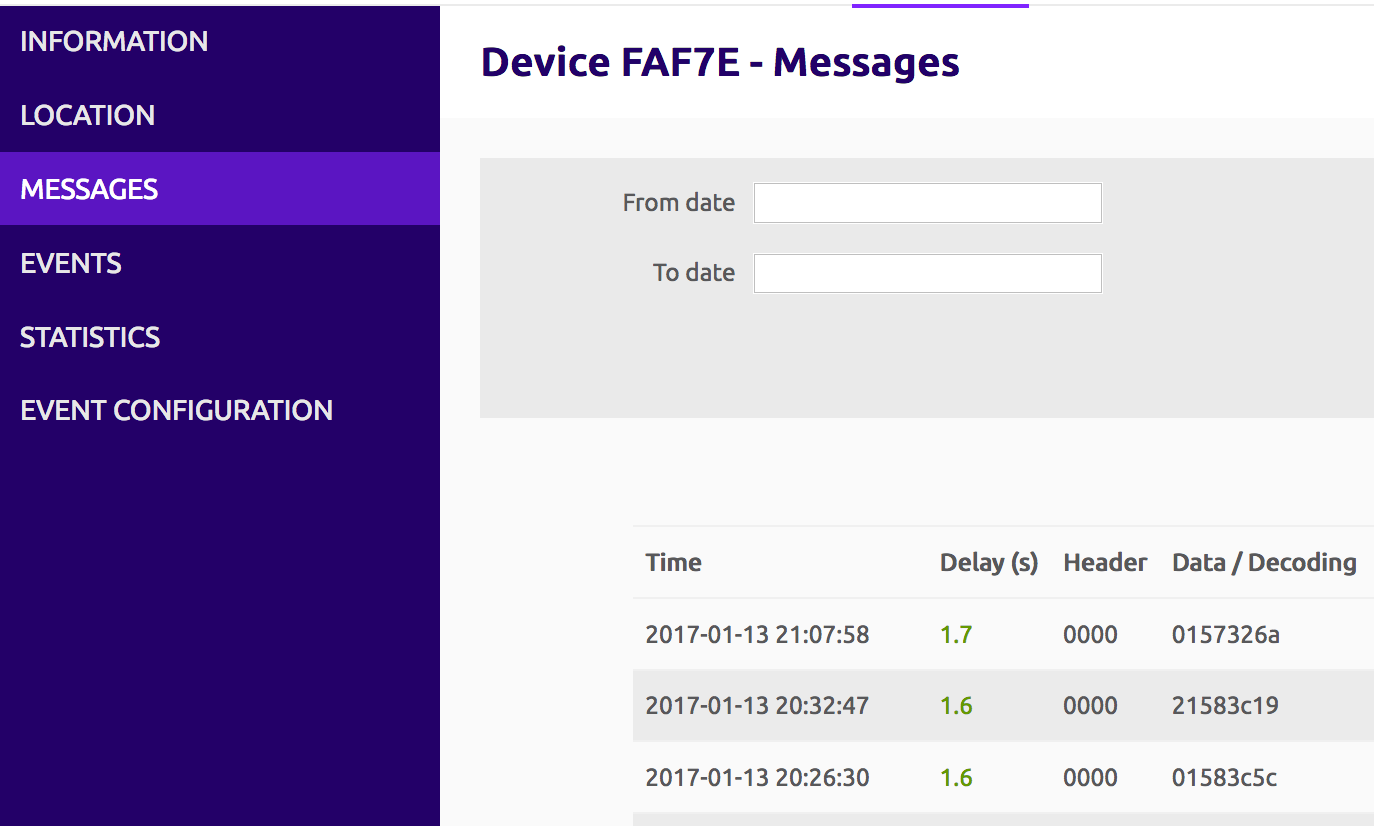 INFORMATION
LOCATION
MESSAGES
EVENTS
STATISTICS
EVENT CONFIGURATION
Device FAF7E - Messages
From date
To date
Time Delay (s) Header Data / Decoding
2017-01-13 21:07:58 1.7 0000 0157326a
2017-01-13 20:32:47 1.6 0000 21583c19
2017-01-13 20:26:30 1.6 0000 01583c5c